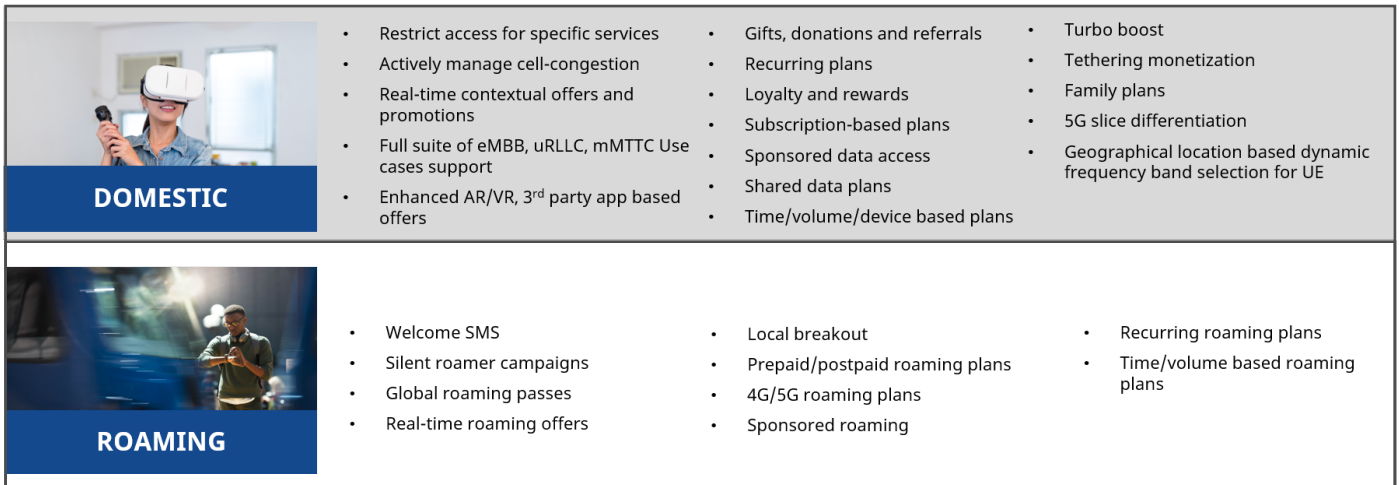 DOMESTIC
• Restrict access for specific services
• Actively manage cell-congestion
• Real-time contextual offers and
promotions
• Full suite of eMBB, uRLLC, mMTTC Use
cases support
• Enhanced AR/VR, 3rd party app based
offers
• Gifts, donations and referrals
• Recurring plans
• Loyalty and rewards
• Subscription-based plans
• Sponsored data access
• Shared data plans
• Time/volume/device based plans
• Turbo boost
• Tethering monetization
• Family plans
• 5G slice differentiation
• Geographical location based dynamic
frequency band selection for UE
ROAMING
• Welcome SMS
• Silent roamer campaigns
• Global roaming passes
• Real-time roaming offers
• Local breakout
• Prepaid/postpaid roaming plans
• 4G/5G roaming plans
• Sponsored roaming
• Recurring roaming plans
• Time/volume based roaming
plans